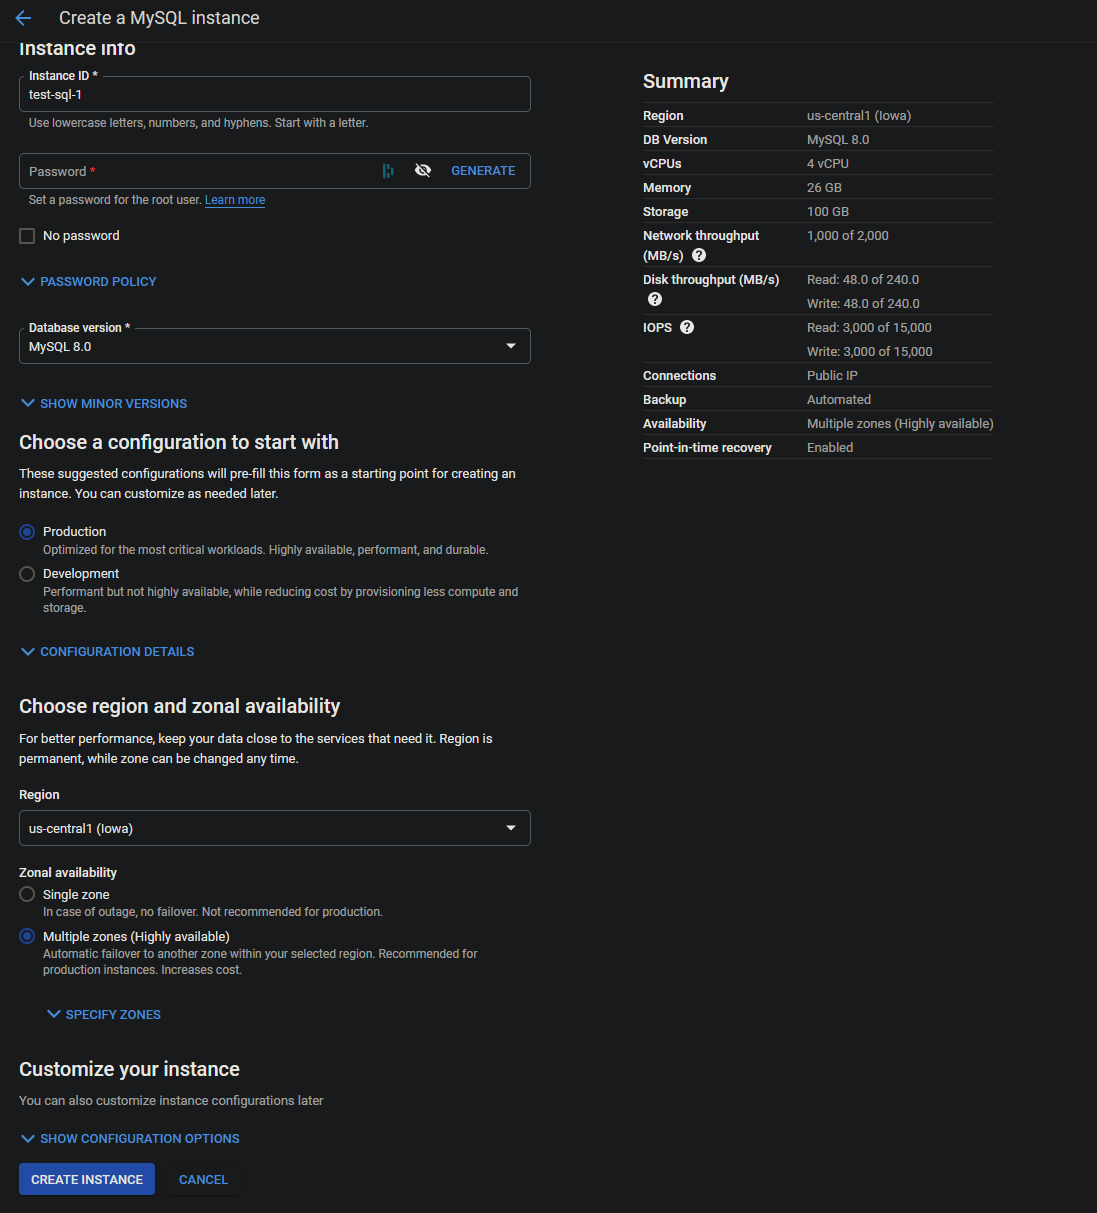 Create a MySQL instance
Instance info
Instance ID *
test-sql-1
Use lowercase letters, numbers, and hyphens. Start with a letter.
Password *
GENERATE
Set a password for the root user. Learn more
No password
PASSWORD POLICY
Database version *
MySQL 8.0
SHOW MINOR VERSIONS
Choose a configuration to start with
These suggested configurations will pre-fill this form as a starting point for creating an
instance. You can customize as needed later.
Production
Optimized for the most critical workloads. Highly available, performant, and durable.
Development
Performant but not highly available, while reducing cost by provisioning less compute and
storage.
CONFIGURATION DETAILS
Choose region and zonal availability
For better performance, keep your data close to the services that need it. Region is
permanent, while zone can be changed any time.
Region
us-central1 (Iowa)
Zonal availability
Single zone
In case of outage, no failover. Not recommended for production.
Multiple zones (Highly available)
Automatic failover to another zone within your selected region. Recommended for
production instances. Increases cost.
SPECIFY ZONES
Customize your instance
You can also customize instance configurations later
SHOW CONFIGURATION OPTIONS
CREATE INSTANCE CANCEL
Summary
Region us-central1 (Iowa)
DB Version MySQL 8.0
vCPUs 4 vCPU
Memory 26 GB
Storage 100 GB
Network throughput 1,000 of 2,000
(MB/s) ?
Disk throughput (MB/s) Read: 48.0 of 240.0
? Write: 48.0 of 240.0
IOPS ? Read: 3,000 of 15,000
Write: 3,000 of 15,000
Connections Public IP
Backup Automated
Availability Multiple zones (Highly available)
Point-in-time recovery Enabled